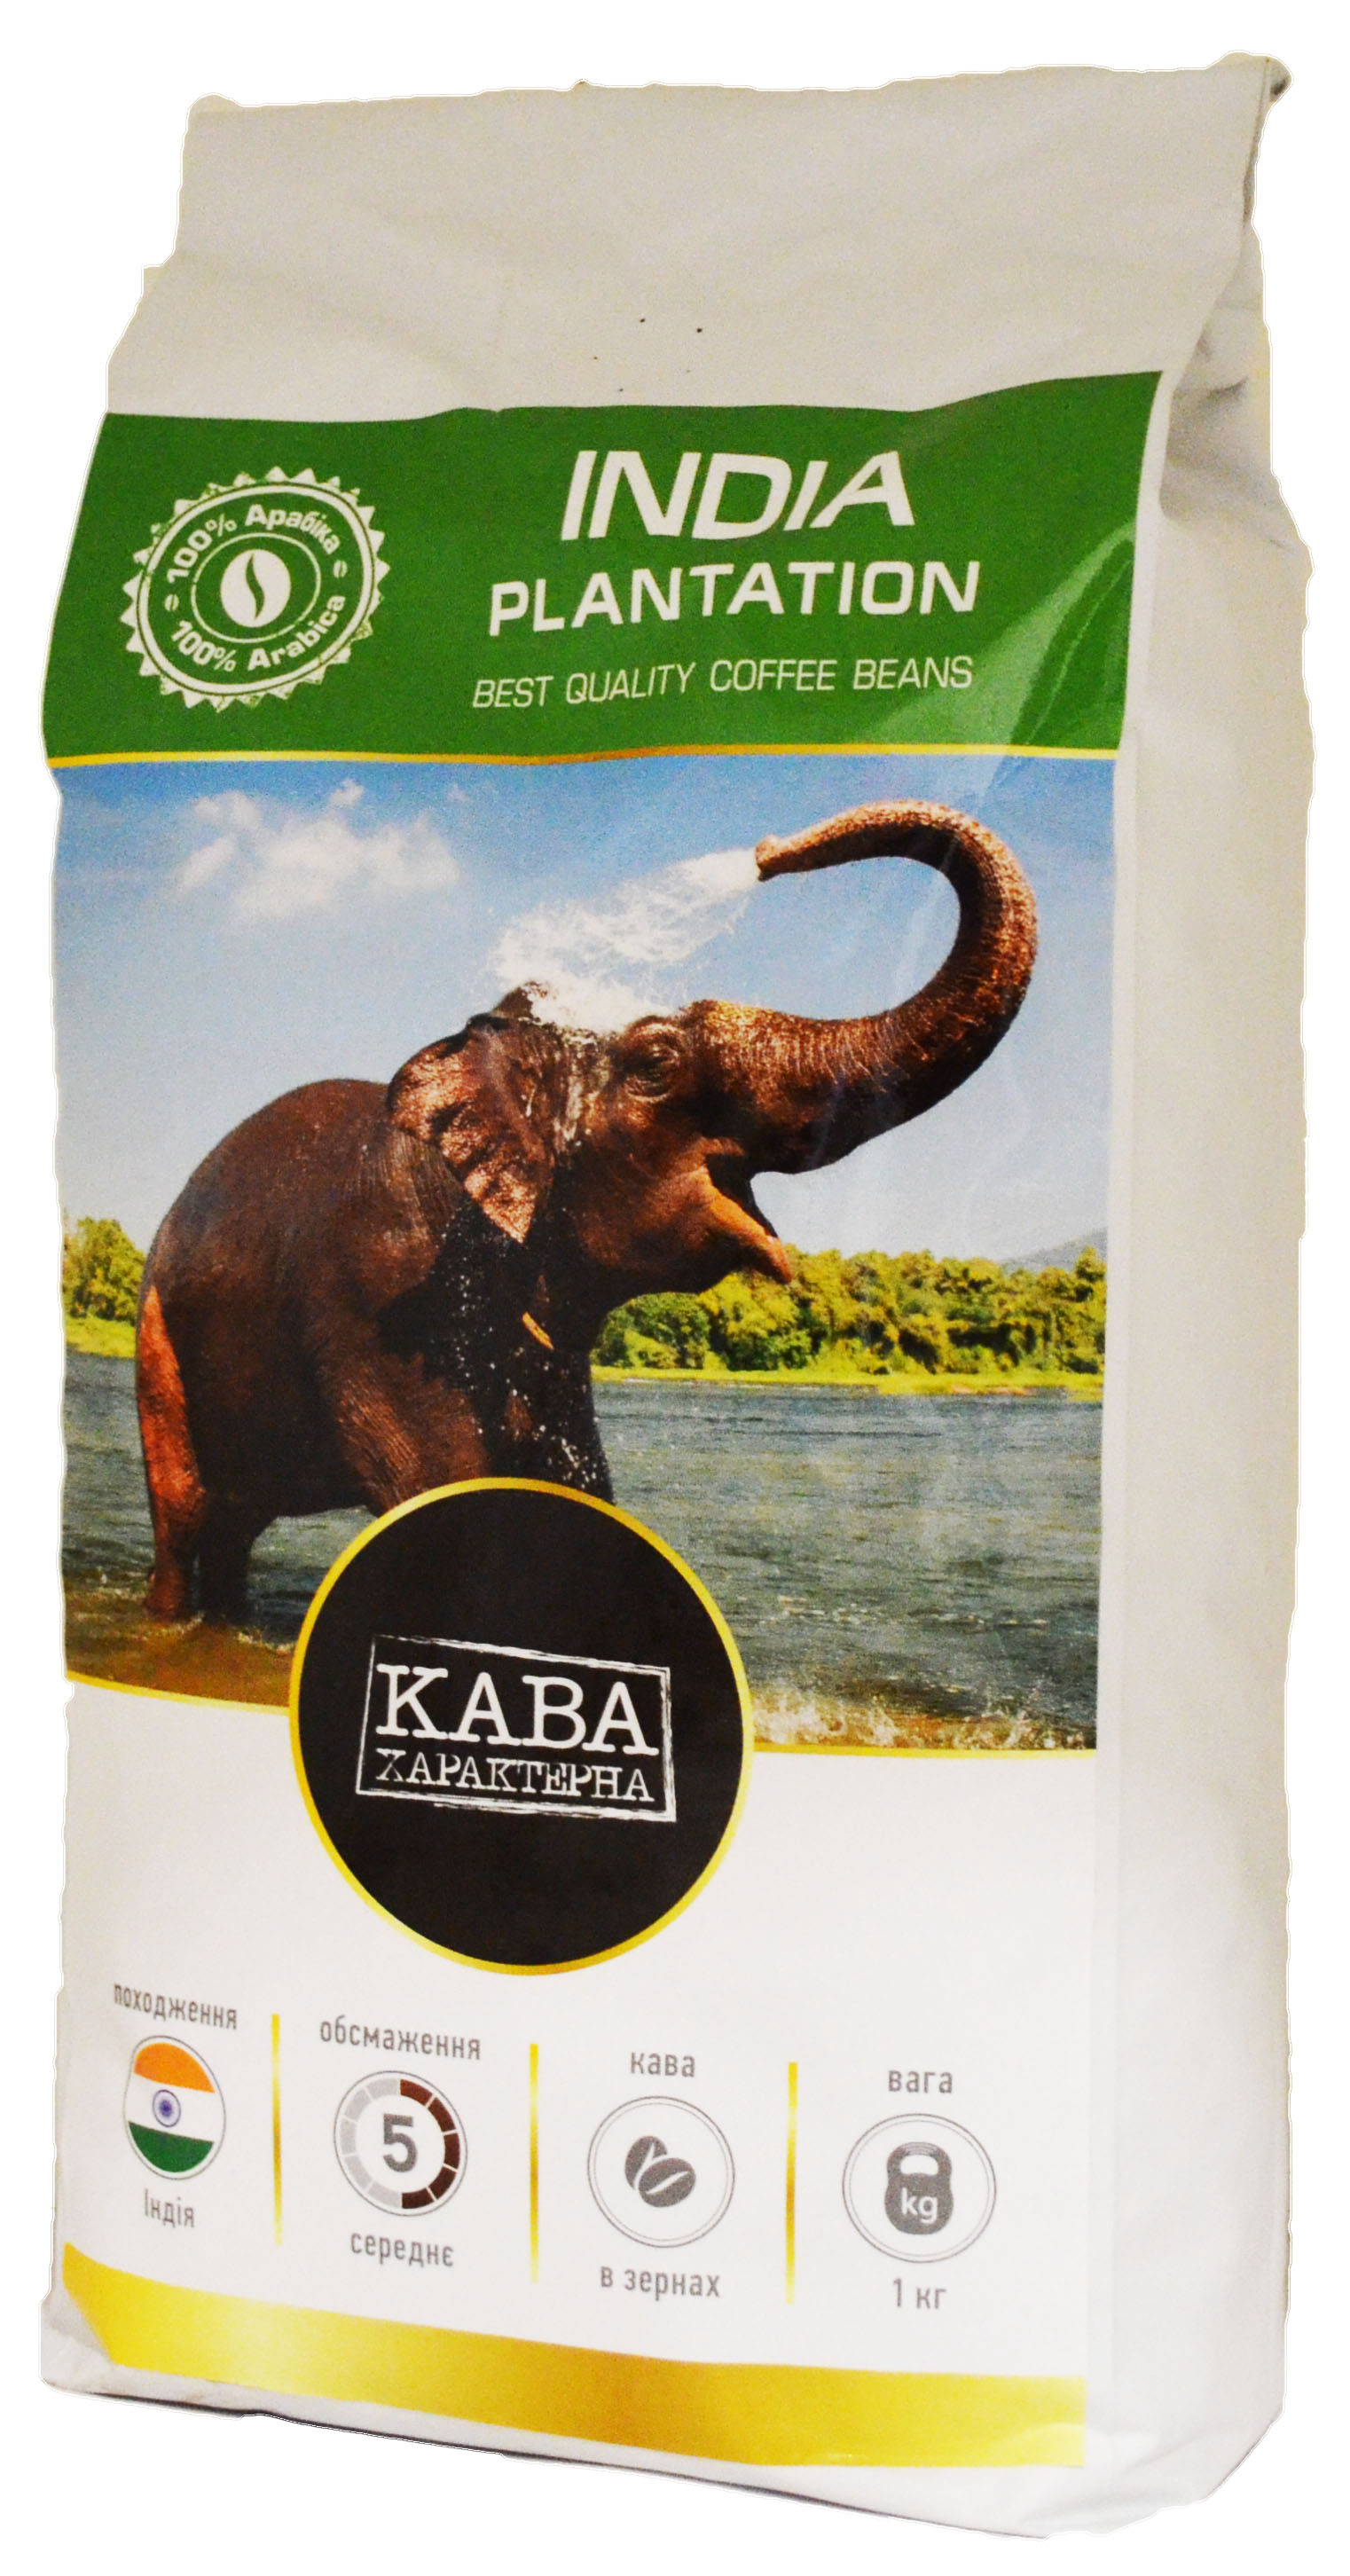 100% Арабіка
100% Arabica
INDIA
PLANTATION
BEST QUALITY COFFEE BEANS
КАВА
ХАРАКТЕРНА
походження
Індія
обсмаження
5
середнє
кава
в зернах
вага
kg
1 кг